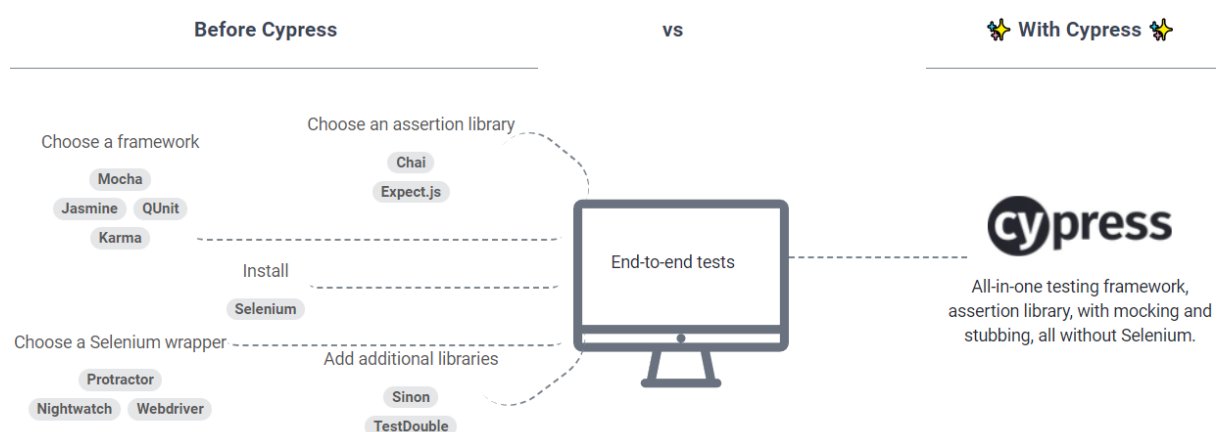 Before Cypress
vs
With Cypress
Choose a framework
Mocha
Jasmine QUnit
Karma
Choose an assertion library
Chai
Expect.js
Install
Selenium
Choose a Selenium wrapper
Protractor
Nightwatch Webdriver
Add additional libraries
Sinon
TestDouble
End-to-end tests
cypress
All-in-one testing framework,
assertion library, with mocking and
stubbing, all without Selenium.